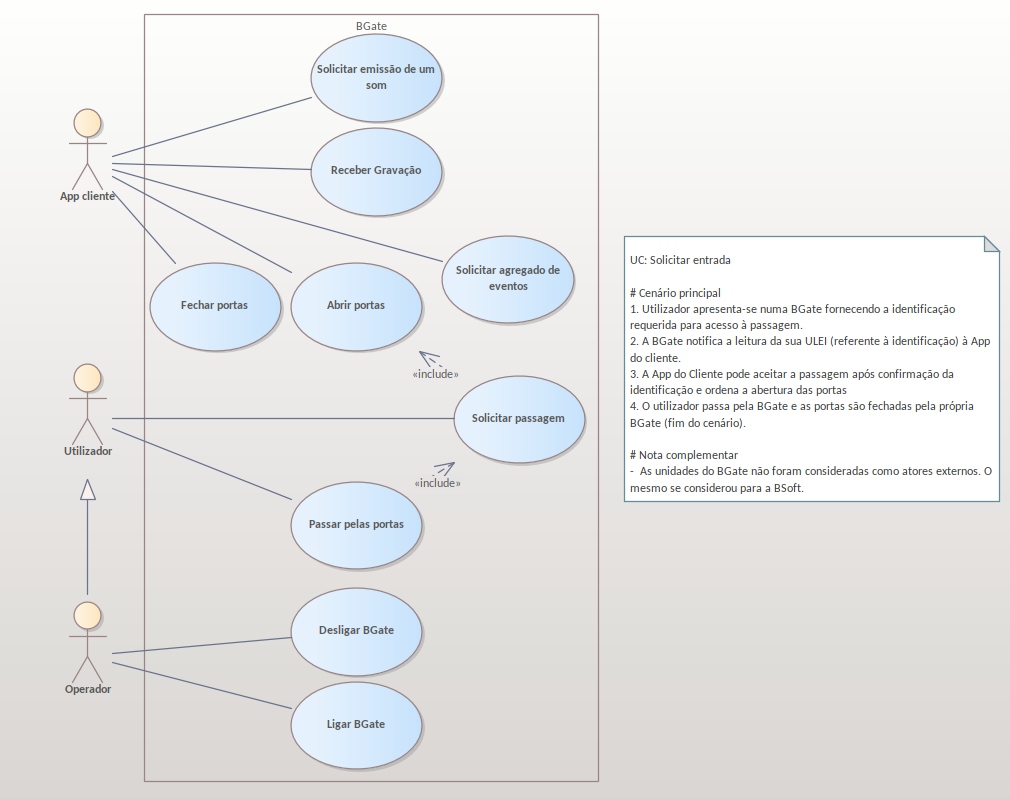 BGate
Solicitar emissão de um
som
Receber Gravação
App cliente
Solicitar agregado de
eventos
Fechar portas
Abrir portas
«include»
Solicitar passagem
Utilizador
«include»
Passar pelas portas
Desligar BGate
Operador
Ligar BGate
UC: Solicitar entrada
# Cenário principal
1. Utilizador apresenta-se numa BGate fornecendo a identificação
requerida para acesso à passagem.
2. A BGate notifica a leitura da sua ULEI (referente à identificação) à App
do cliente.
3. A App do Cliente pode aceitar a passagem após confirmação da
identificação e ordena a abertura das portas
4. O utilizador passa pela BGate e as portas são fechadas pela própria
BGate (fim do cenário).
# Nota complementar
- As unidades do BGate não foram consideradas como atores externos. O
mesmo se considerou para a BSoft.